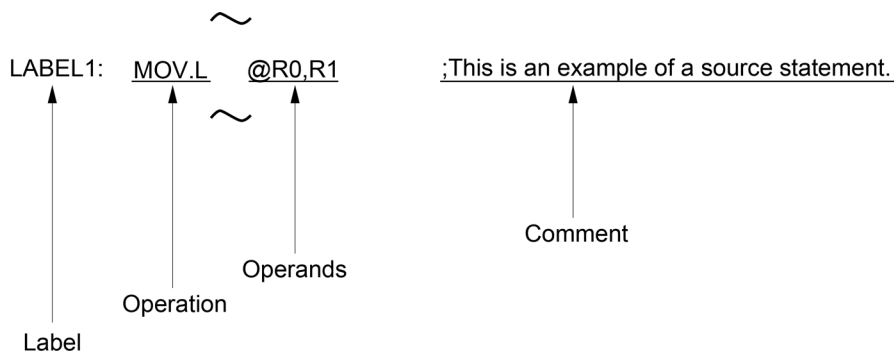 LABEL1: MOV.L @R0,R1 ;This is an example of a source statement.
Comment
Operands
Operation
Label